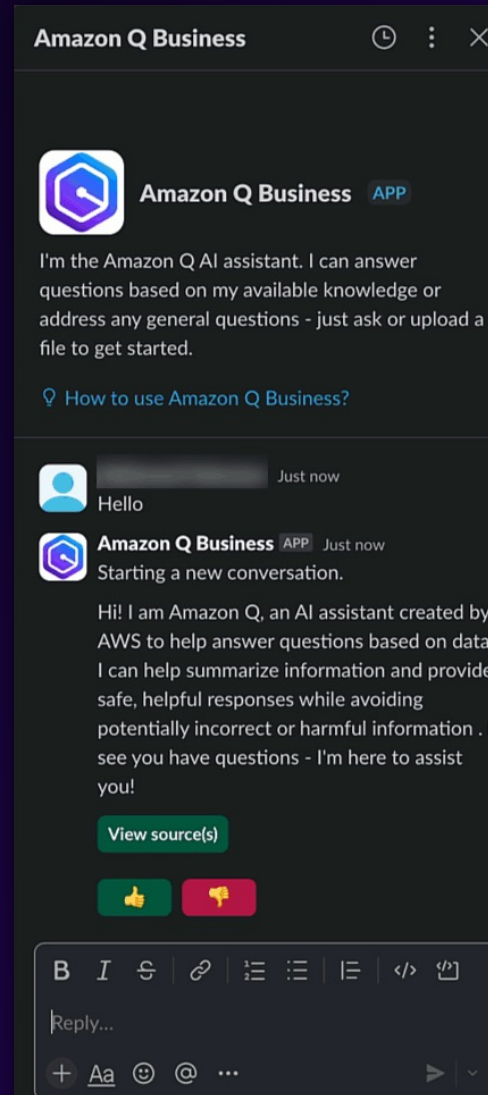 Amazon Q Business
Amazon Q Business APP
I'm the Amazon Q AI assistant. I can answer
questions based on my available knowledge or
address any general questions - just ask or upload a
file to get started.
How to use Amazon Q Business?
Just now
Hello
Amazon Q Business APP Just now
Starting a new conversation.
Hi! I am Amazon Q, an AI assistant created by
AWS to help answer questions based on data
I can help summarize information and provide
safe, helpful responses while avoiding
potentially incorrect or harmful information .
see you have questions - I'm here to assist
you!
View source(s)
B I S </>
Reply...
+ Aa @ ...